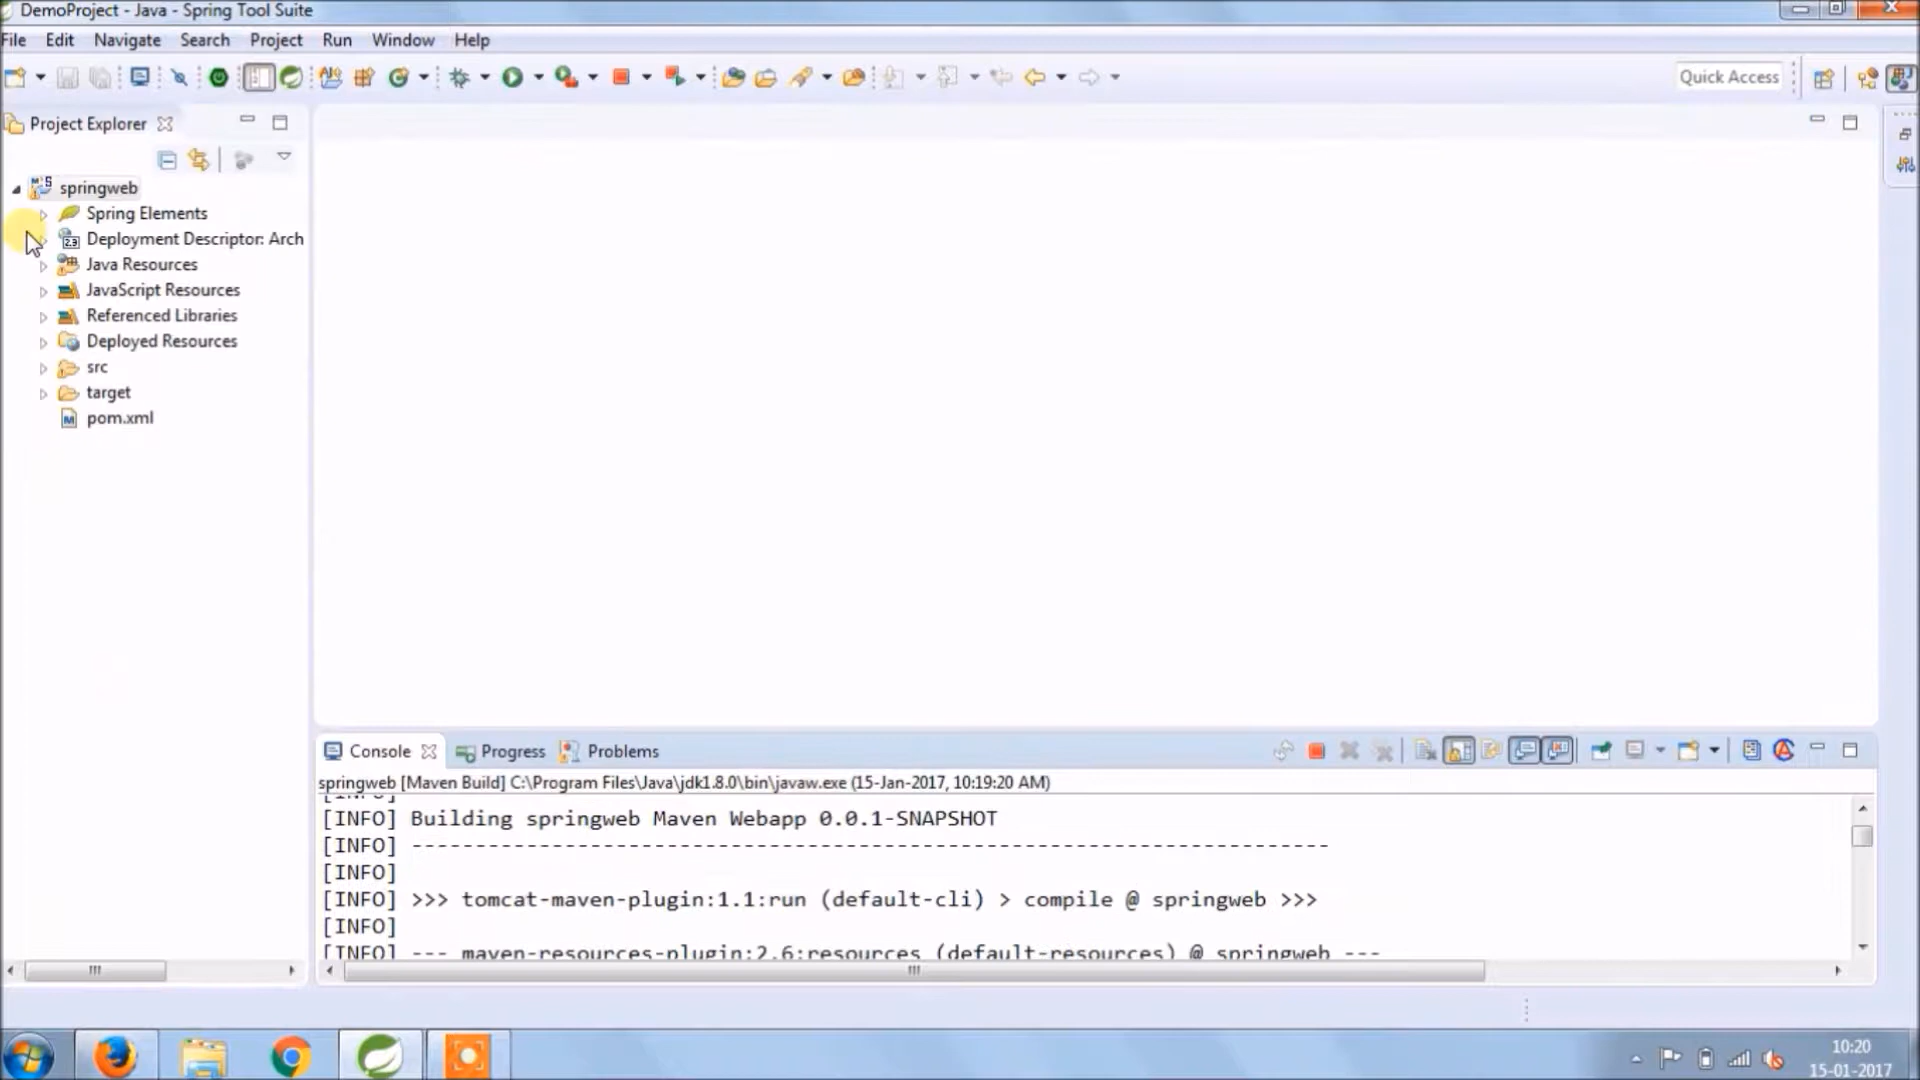 DemoProject - Java - Spring Tool Suite
File Edit Navigate Search Project Run Window Help
Quick Access
Project Explorer
springweb
Spring Elements
Deployment Descriptor: Arch
Java Resources
JavaScript Resources
Referenced Libraries
Deployed Resources
src
target
pom.xml
Console Progress Problems
springweb [Maven Build] C:\Program Files\Java\jdk1.8.0\bin\javaw.exe (15-Jan-2017, 10:19:20 AM)
[INFO]
[INFO] Building springweb Maven Webapp 0.0.1-SNAPSHOT
[INFO] ------------------------------------------------------------------------
[INFO]
[INFO] >>> tomcat-maven-plugin:1.1:run (default-cli) > compile @ springweb >>>
[INFO]
[INFO] --- maven-resources-plugin:2.6:resources (default-resources) @ springweb ---
10:20
15-01-2017